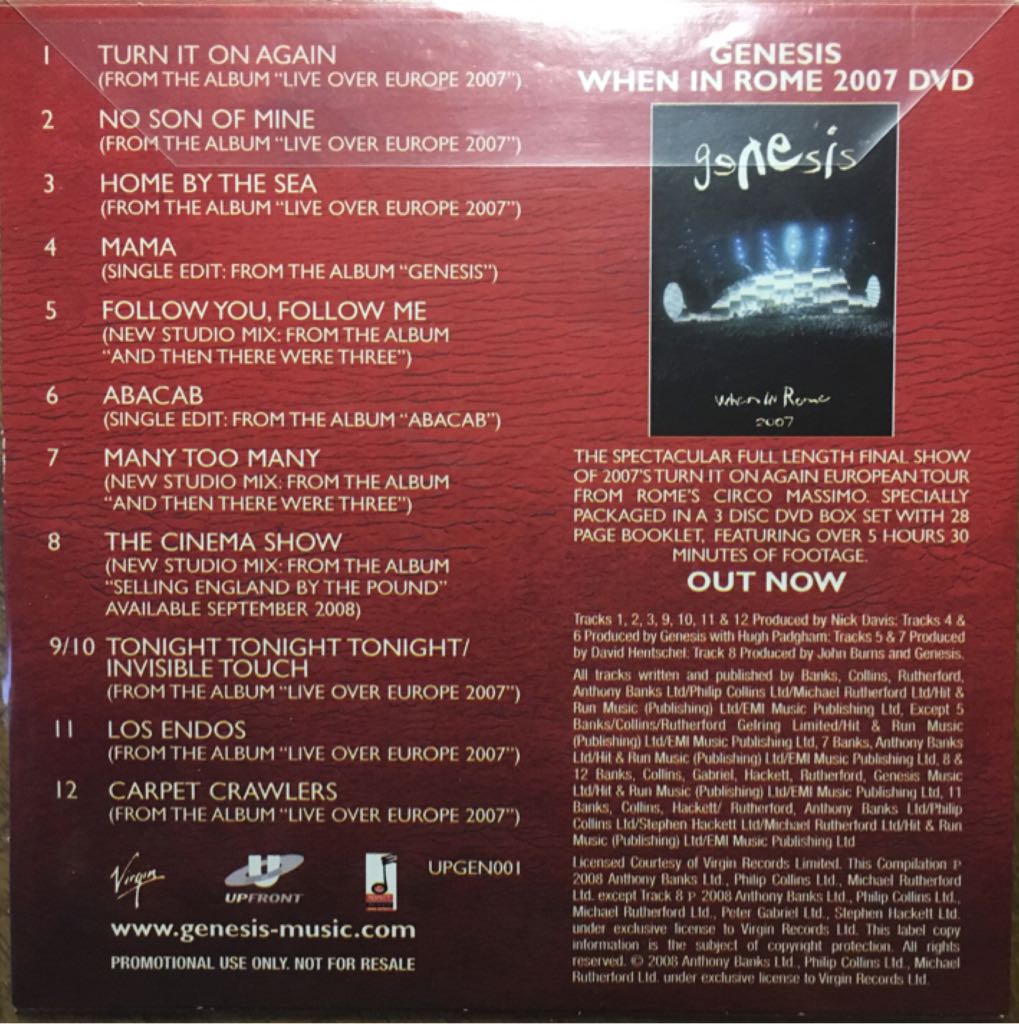 1 TURN IT ON AGAIN
(FROM THE ALBUM "LIVE OVER EUROPE 2007")
2 NO SON OF MINE
(FROM THE ALBUM "LIVE OVER EUROPE 2007")
3 HOME BY THE SEA
(FROM THE ALBUM "LIVE OVER EUROPE 2007")
4 MAMA
(SINGLE EDIT: FROM THE ALBUM "GENESIS")
5 FOLLOW YOU, FOLLOW ME
(NEW STUDIO MIX: FROM THE ALBUM
"AND THEN THERE WERE THREE")
6 ABACAB
(SINGLE EDIT: FROM THE ALBUM "ABACAB")
7 MANY TOO MANY
(NEW STUDIO MIX: FROM THE ALBUM
"AND THEN THERE WERE THREE")
8 THE CINEMA SHOW
(NEW STUDIO MIX: FROM THE ALBUM
"SELLING ENGLAND BY THE POUND"
AVAILABLE SEPTEMBER 2008)
9/10 TONIGHT TONIGHT TONIGHT/
INVISIBLE TOUCH
(FROM THE ALBUM "LIVE OVER EUROPE 2007")
11 LOS ENDOS
(FROM THE ALBUM "LIVE OVER EUROPE 2007")
12 CARPET CRAWLERS
(FROM THE ALBUM "LIVE OVER EUROPE 2007")
Virgin
UPFRONT
UPGEN001
www.genesis-music.com
PROMOTIONAL USE ONLY. NOT FOR RESALE
GENESIS
WHEN IN ROME 2007 DVD
genesis
When in Rome
2007
THE SPECTACULAR FULL LENGTH FINAL SHOW
OF 2007'S TURN IT ON AGAIN EUROPEAN TOUR
FROM ROME'S CIRCO MASSIMO. SPECIALLY
PACKAGED IN A 3 DISC DVD BOX SET WITH 28
PAGE BOOKLET, FEATURING OVER 5 HOURS 30
MINUTES OF FOOTAGE.
OUT NOW
Tracks 1, 2, 3, 9, 10, 11 & 12 Produced by Nick Davis: Tracks 4 &
6 Produced by Genesis with Hugh Padgham: Tracks 5 & 7 Produced
by David Hentschel: Track 8 Produced by John Burns and Genesis.
All tracks written and published by Banks, Collins, Rutherford,
Anthony Banks Ltd/Philip Collins Ltd/Michael Rutherford Ltd/Hit &
Run Music (Publishing) Ltd/EMI Music Publishing Ltd, Except 5
Banks/Collins/Rutherford Gelring Limited/Hit & Run Music
(Publishing) Ltd/EMI Music Publishing Ltd, 7 Banks, Anthony Banks
Ltd/Hit & Run Music (Publishing) Ltd/EMI Music Publishing Ltd, 8 &
12 Banks, Collins, Gabriel, Hackett, Rutherford, Genesis Music
Ltd/Hit & Run Music (Publishing) Ltd/EMI Music Publishing Ltd, 11
Banks, Collins, Hackett/ Rutherford, Anthony Banks Ltd/Philip
Collins Ltd/Stephen Hackett Ltd/Michael Rutherford Ltd/Hit & Run
Music (Publishing) Ltd/EMI Music Publishing Ltd
Licensed Courtesy of Virgin Records Limited. This Compilation P
2008 Anthony Banks Ltd., Philip Collins Ltd., Michael Rutherford
Ltd. except Track 8 P 2008 Anthony Banks Ltd., Philip Collins Ltd.,
Michael Rutherford Ltd., Peter Gabriel Ltd., Stephen Hackett Ltd.
under exclusive license to Virgin Records Ltd. This label copy
information is the subject of copyright protection. All rights
reserved. © 2008 Anthony Banks Ltd., Philip Collins Ltd., Michael
Rutherford Ltd. under exclusive license to Virgin Records Ltd.